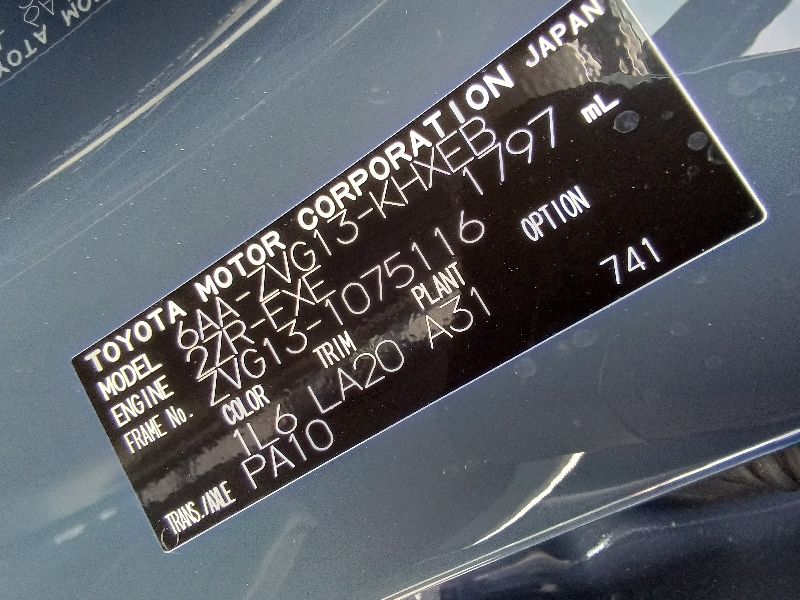 TOYOTA MOTOR CORPORATION JAPAN
MODEL 6AA-ZVG13-KHXEB
ENGINE 2ZR-FXE 1797 mL
FRAME No. ZVG13-1075116
COLOR TRIM PLANT OPTION
1L6 LA20 A31 741
TRANS./AXLE PA10